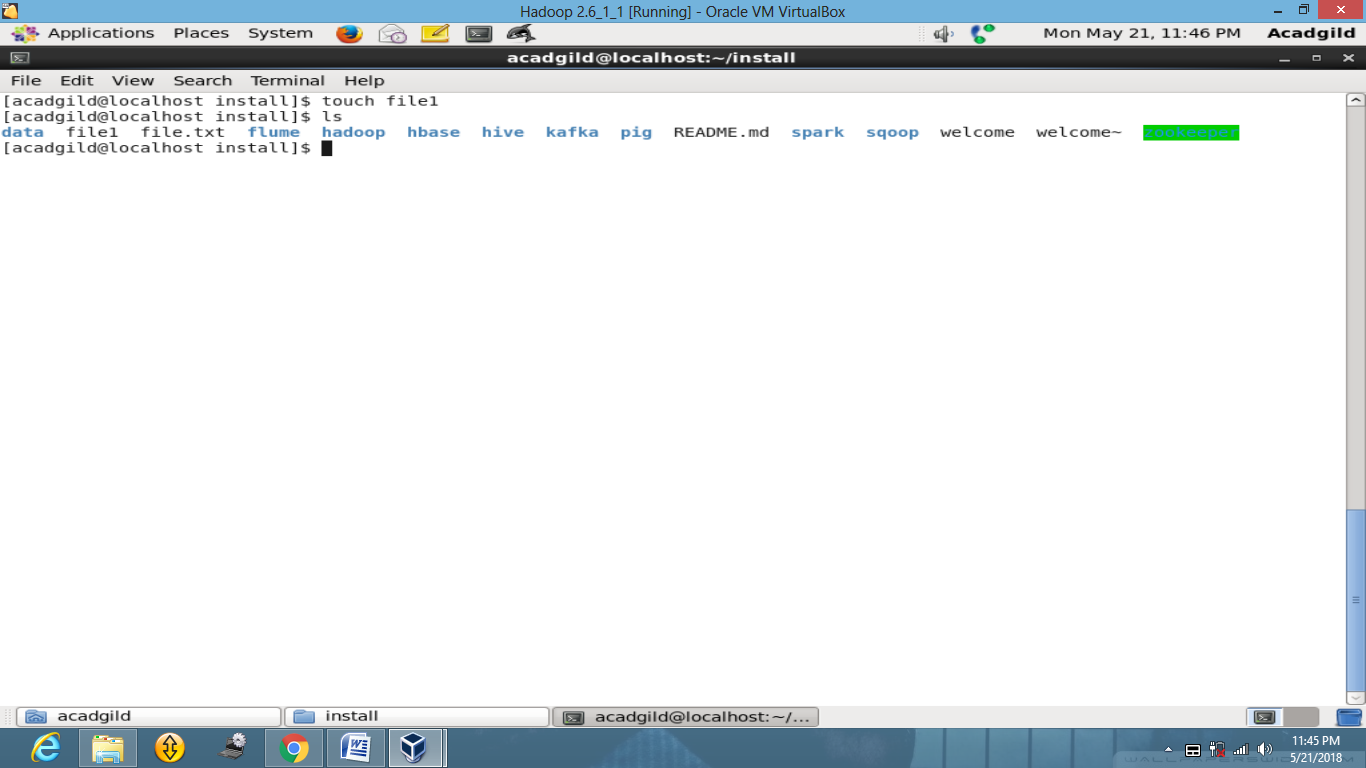 Hadoop 2.6_1_1 [Running] - Oracle VM VirtualBox
Applications Places System Mon May 21, 11:46 PM Acadgild
acadgild@localhost:~/install
File Edit View Search Terminal Help
[acadgild@localhost install]$ touch file1
[acadgild@localhost install]$ ls
data file1 file.txt flume hadoop hbase hive kafka pig README.md spark sqoop welcome welcome~ zookeeper
[acadgild@localhost install]$
acadgild install acadgild@localhost:~/...
11:45 PM
5/21/2018